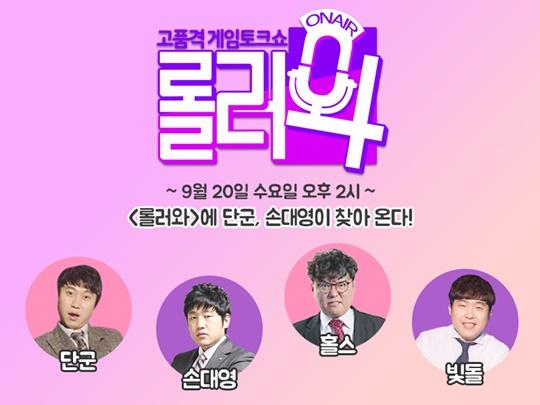 ON AIR
고품격 게임토크쇼
롤러와
~ 9월 20일 수요일 오후 2시 ~
<롤러와>에 단군, 손대영이 찾아 온다!
단군
손대영
홀스
빛돌